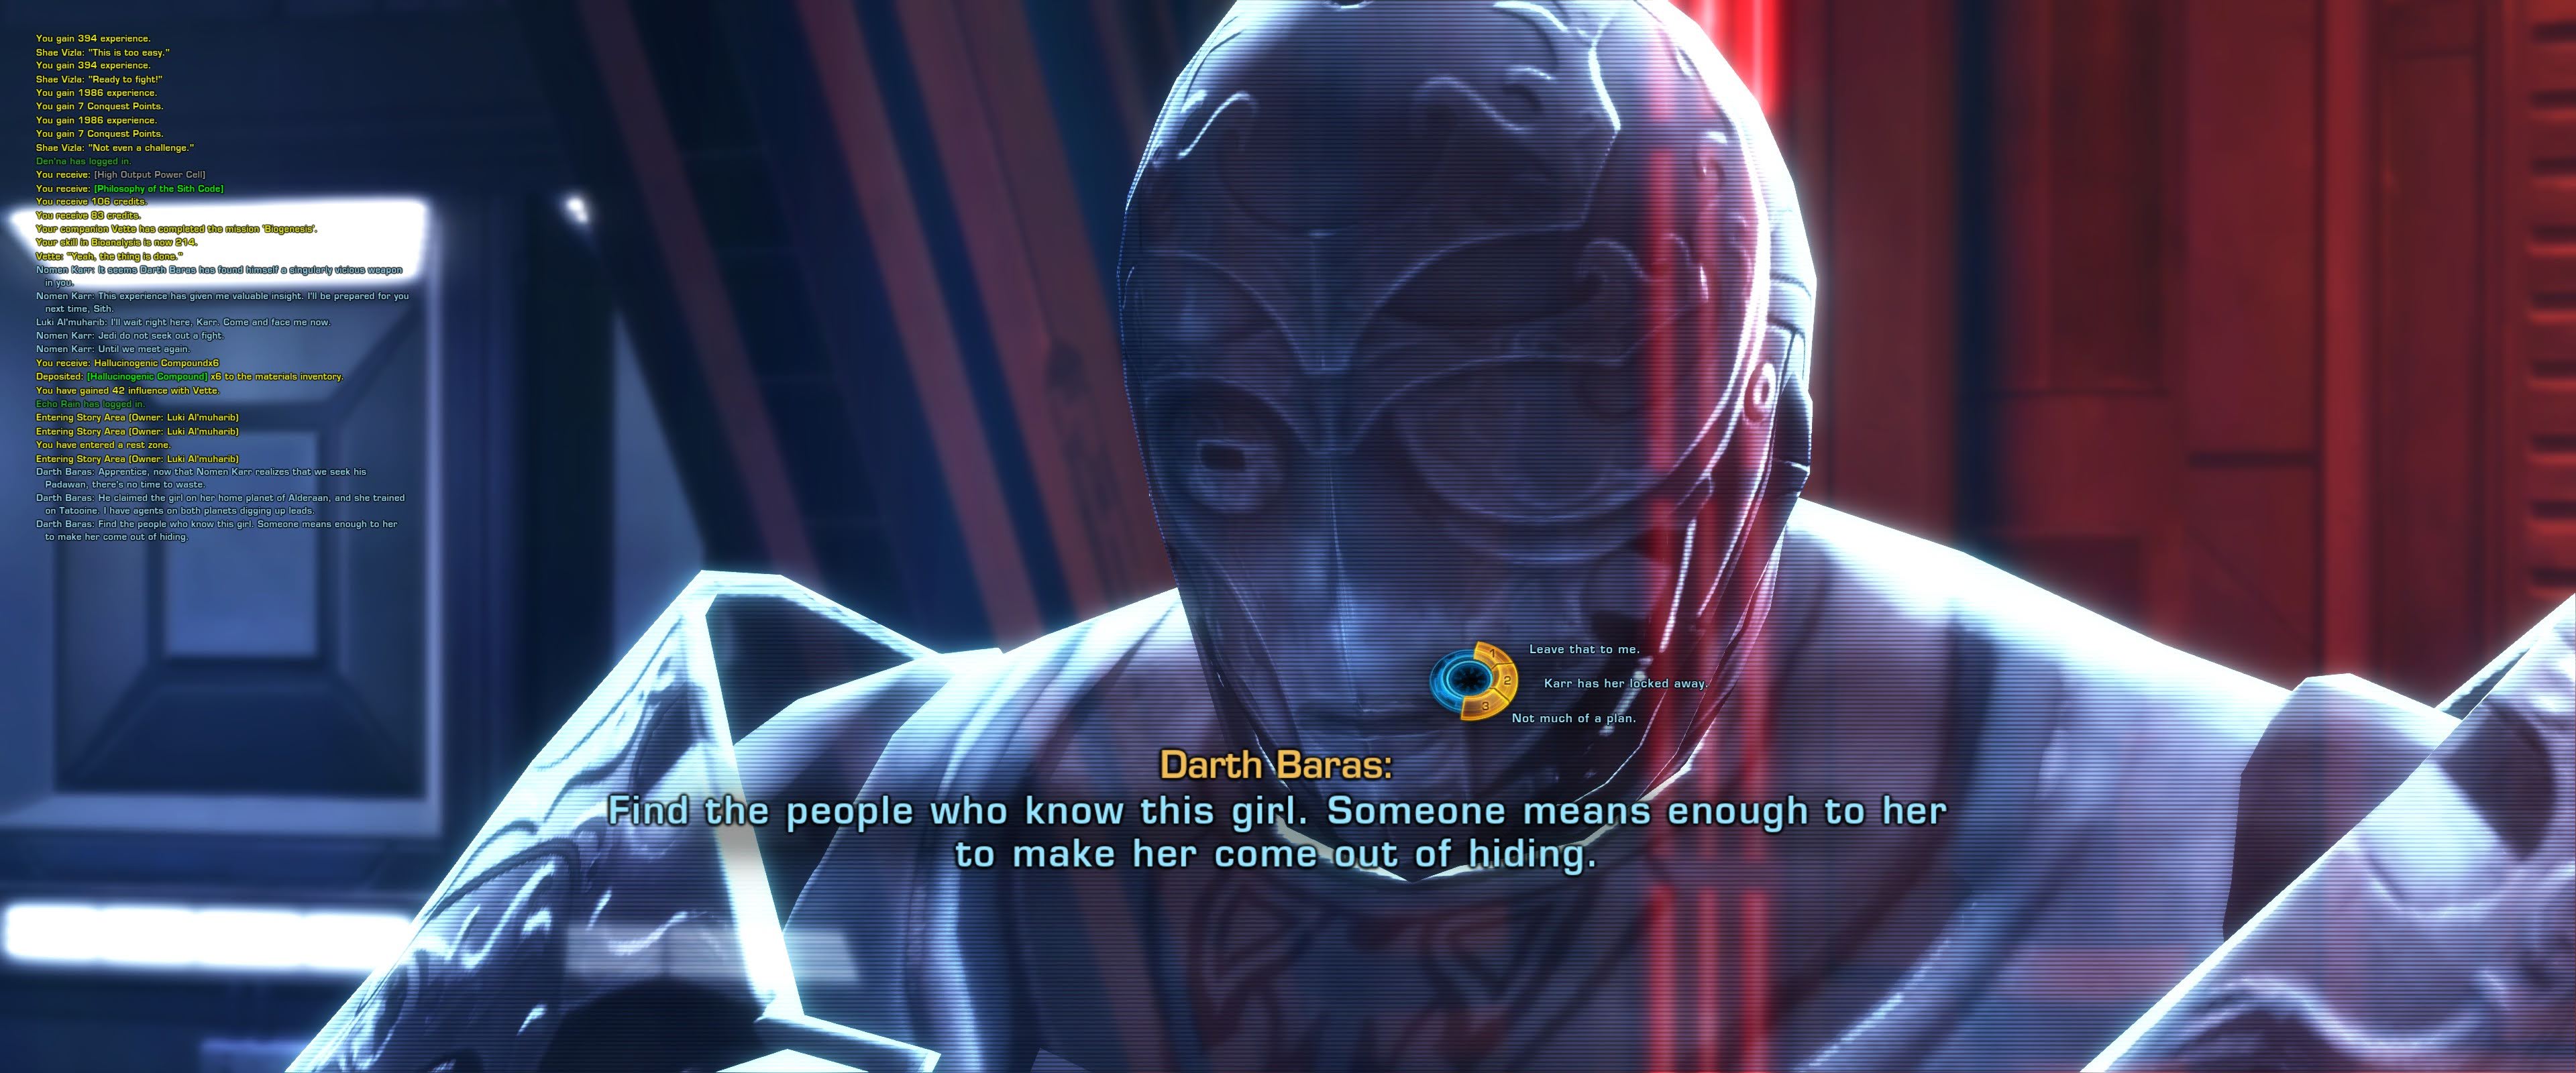 You gain 394 experience.
Shae Vizla: "This is too easy."
You gain 394 experience.
Shae Vizla: "Ready to fight!"
You gain 1986 experience.
You gain 7 Conquest Points.
You gain 1986 experience.
You gain 7 Conquest Points.
Shae Vizla: "Not even a challenge."
Den'na has logged in.
You receive: [High Output Power Cell]
You receive: [Philosophy of the Sith Code]
You receive 106 credits.
You receive 83 credits.
Your companion Vette has completed the mission 'Biogenesis'.
Your skill in Bioanalysis is now 214.
Vette: "Yeah, the thing is done."
Nomen Karr: It seems Darth Baras has found himself a singularly vicious weapon
in you.
Nomen Karr: This experience has given me valuable insight. I'll be prepared for you
next time, Sith.
Luki Al'muharib: I'll wait right here, Karr. Come and face me now.
Nomen Karr: Jedi do not seek out a fight.
Nomen Karr: Until we meet again.
You receive: Hallucinogenic Compoundx6
Deposited: [Hallucinogenic Compound] x6 to the materials inventory.
You have gained 42 influence with Vette.
Echo Rain has logged in.
Entering Story Area (Owner: Luki Al'muharib)
Entering Story Area (Owner: Luki Al'muharib)
You have entered a rest zone.
Entering Story Area (Owner: Luki Al'muharib)
Darth Baras: Apprentice, now that Nomen Karr realizes that we seek his
Padawan, there's no time to waste.
Darth Baras: He claimed the girl on her home planet of Alderaan, and she trained
on Tatooine. I have agents on both planets digging up leads.
Darth Baras: Find the people who know this girl. Someone means enough to her
to make her come out of hiding.
1 Leave that to me.
2 Karr has her locked away.
3 Not much of a plan.
Darth Baras:
Find the people who know this girl. Someone means enough to her
to make her come out of hiding.